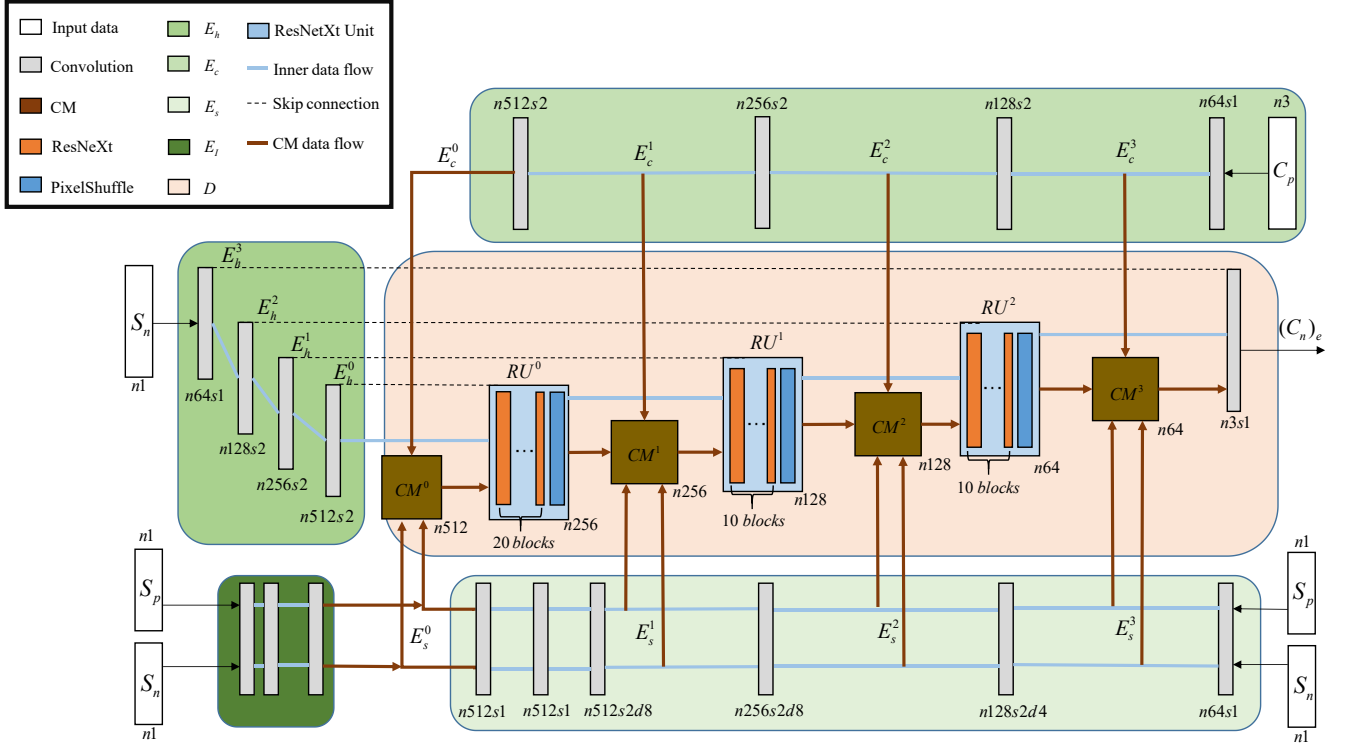 Input data
Convolution
CM
ResNeXt
PixelShuffle
E_h
E_c
E_s
E_I
D
ResNetXt Unit
Inner data flow
Skip connection
CM data flow
n512s2
n256s2
n128s2
n64s1
n3
E_c^0
E_c^1
E_c^2
E_c^3
C_p
E_h^3
E_h^2
E_h^1
E_h^0
S_n
n1
n64s1
n128s2
n256s2
n512s2
RU^0
RU^1
RU^2
CM^0
n512
...
20 blocks
n256
CM^1
n256
...
10 blocks
n128
CM^2
n128
...
10 blocks
n64
CM^3
n64
n3s1
(C_n)_e
n1
S_p
S_n
n1
E_s^0
E_s^1
E_s^2
E_s^3
n1
S_p
S_n
n1
n512s1
n512s1
n512s2d8
n256s2d8
n128s2d4
n64s1